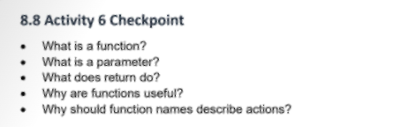 8.8 Activity 6 Checkpoint
• What is a function?
• What is a parameter?
• What does return do?
• Why are functions useful?
• Why should function names describe actions?